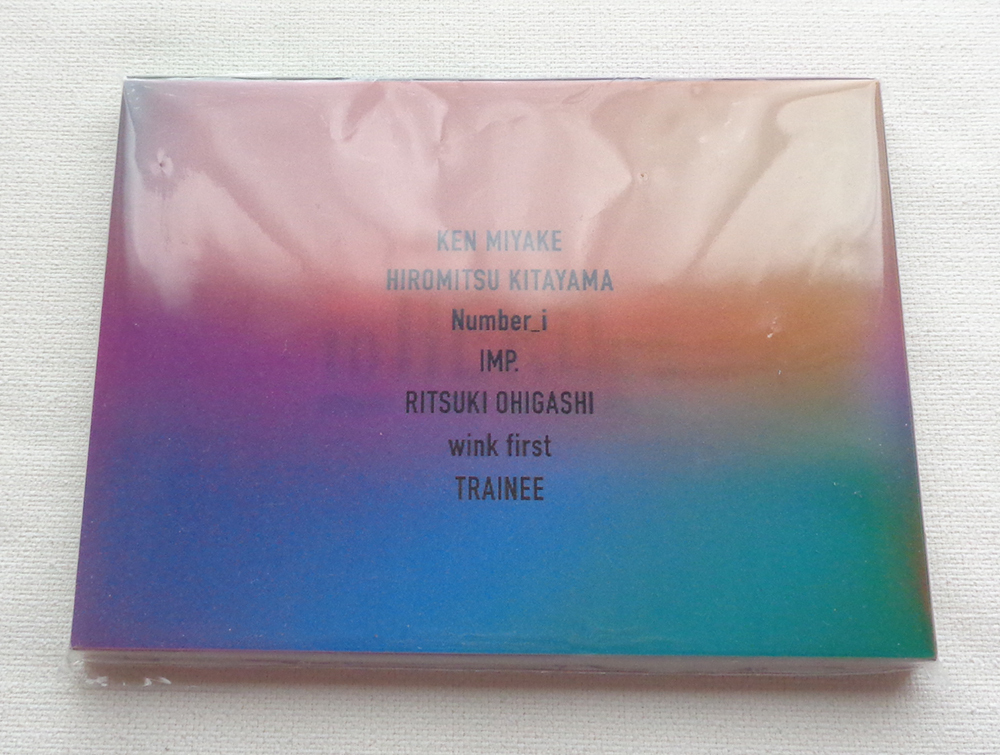 KEN MIYAKE
HIROMITSU KITAYAMA
Number_i
IMP.
RITSUKI OHIGASHI
wink first
TRAINEE